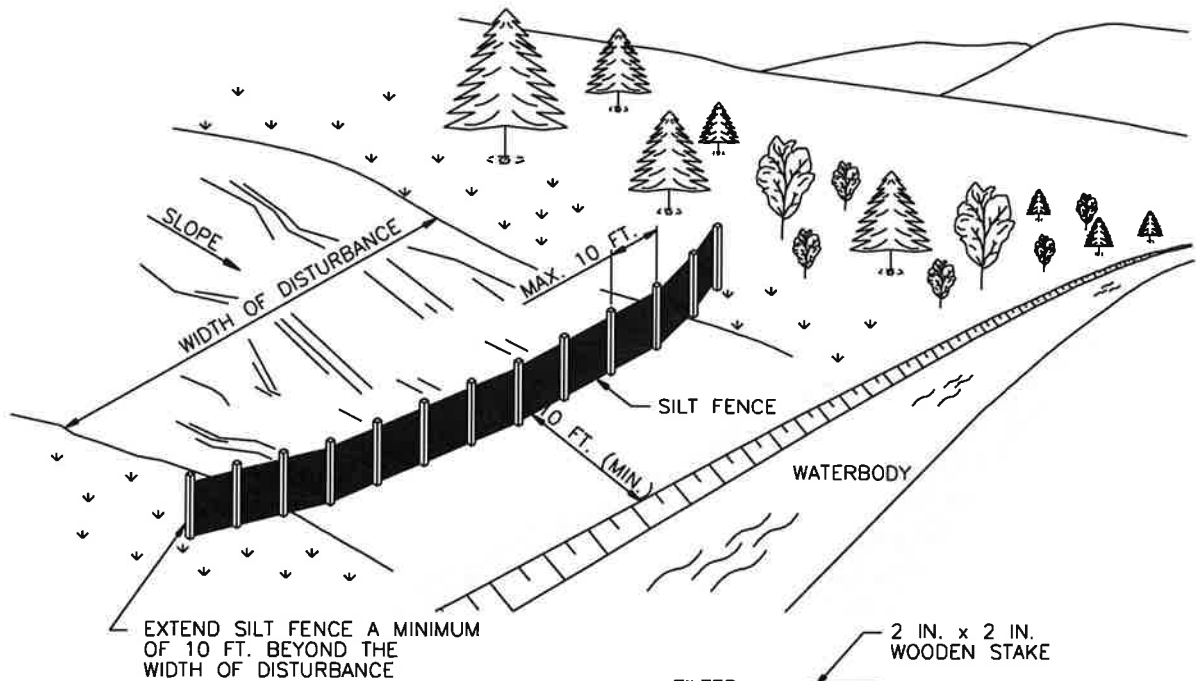 SLOPE
WIDTH OF DISTURBANCE
MAX. 10 FT.
SILT FENCE
10 FT. (MIN.)
WATERBODY
EXTEND SILT FENCE A MINIMUM
OF 10 FT. BEYOND THE
WIDTH OF DISTURBANCE
2 IN. x 2 IN.
WOODEN STAKE